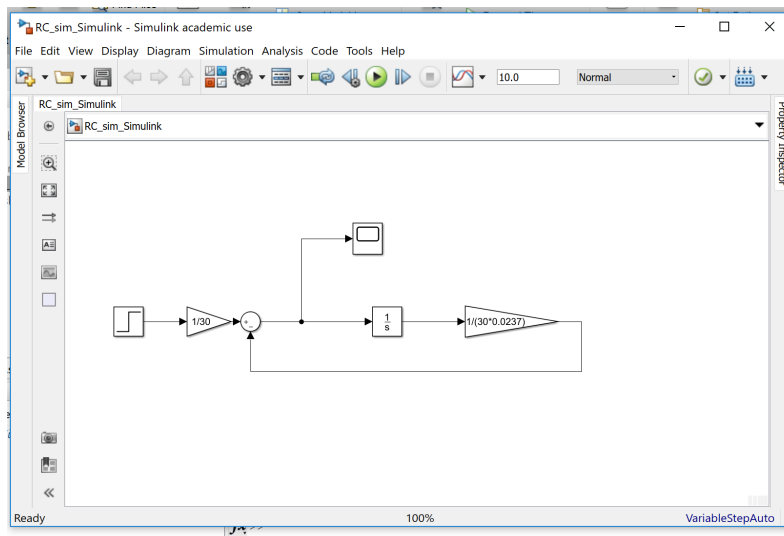 RC_sim_Simulink - Simulink academic use
File Edit View Display Diagram Simulation Analysis Code Tools Help
10.0 Normal
RC_sim_Simulink
RC_sim_Simulink
Model Browser
Property Inspector
1/30
+
-
1
s
1/(30*0.0237)
Ready 100% VariableStepAuto
fx >>